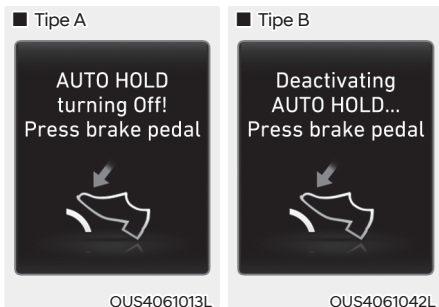 ■ Tipe A
AUTO HOLD
turning Off!
Press brake pedal
OUS4061013L
■ Tipe B
Deactivating
AUTO HOLD...
Press brake pedal
OUS4061042L